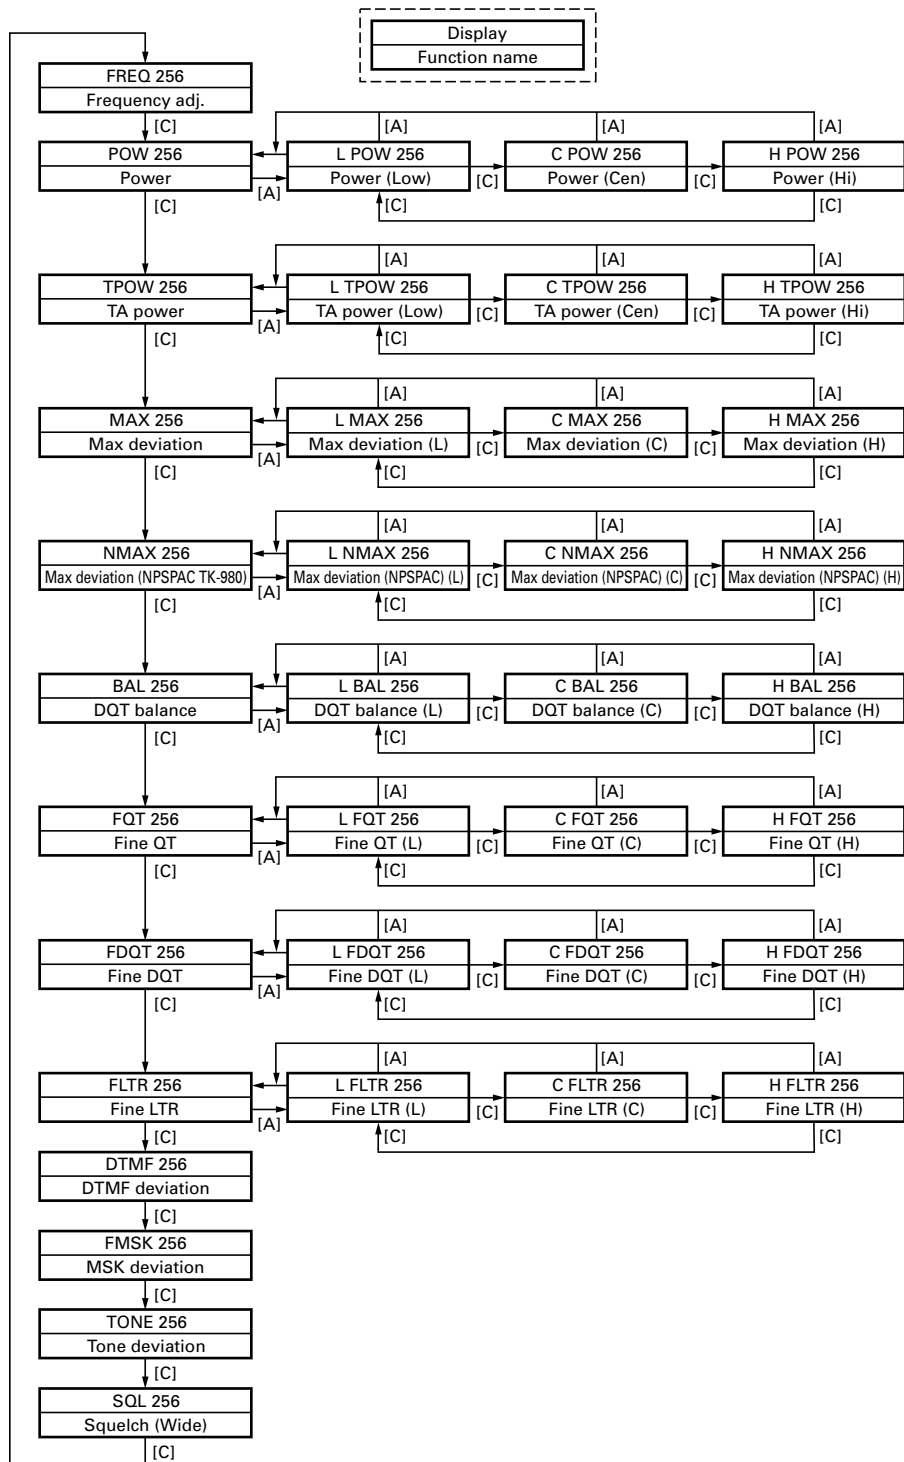 Display
Function name
FREQ 256
Frequency adj.
[C]
[A] [A] [A]
POW 256 L POW 256 C POW 256 H POW 256
Power [A] Power (Low) [C] Power (Cen) [C] Power (Hi)
[C] [C]
[A] [A] [A]
TPOW 256 L TPOW 256 C TPOW 256 H TPOW 256
TA power [A] TA power (Low) [C] TA power (Cen) [C] TA power (Hi)
[C] [C]
[A] [A] [A]
MAX 256 L MAX 256 C MAX 256 H MAX 256
Max deviation [A] Max deviation (L) [C] Max deviation (C) [C] Max deviation (H)
[C] [C]
[A] [A] [A]
NMAX 256 L NMAX 256 C NMAX 256 H NMAX 256
Max deviation (NPSPAC TK-980) [A] Max deviation (NPSPAC) (L) [C] Max deviation (NPSPAC) (C) [C] Max deviation (NPSPAC) (H)
[C] [C]
[A] [A] [A]
BAL 256 L BAL 256 C BAL 256 H BAL 256
DQT balance [A] DQT balance (L) [C] DQT balance (C) [C] DQT balance (H)
[C] [C]
[A] [A] [A]
FQT 256 L FQT 256 C FQT 256 H FQT 256
Fine QT [A] Fine QT (L) [C] Fine QT (C) [C] Fine QT (H)
[C] [C]
[A] [A] [A]
FDQT 256 L FDQT 256 C FDQT 256 H FDQT 256
Fine DQT [A] Fine DQT (L) [C] Fine DQT (C) [C] Fine DQT (H)
[C] [C]
[A] [A] [A]
FLTR 256 L FLTR 256 C FLTR 256 H FLTR 256
Fine LTR [A] Fine LTR (L) [C] Fine LTR (C) [C] Fine LTR (H)
[C] [C]
DTMF 256
DTMF deviation
[C]
FMSK 256
MSK deviation
[C]
TONE 256
Tone deviation
[C]
SQL 256
Squelch (Wide)
[C]